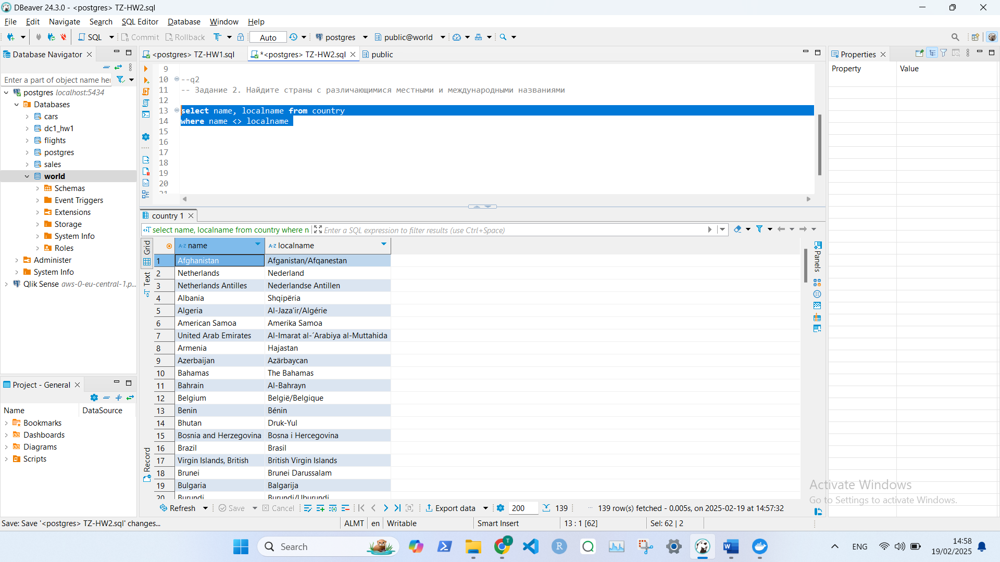 DBeaver 24.3.0 - <postgres> TZ-HW2.sql
File Edit Navigate Search SQL Editor Database Window Help
SQL Commit Rollback Auto postgres public@world
Database Navigator
Enter a part of object name her
postgres localhost:5434
Databases
cars
dc1_hw1
flights
postgres
sales
world
Schemas
Event Triggers
Extensions
Storage
System Info
Roles
Administer
System Info
Qlik Sense aws-0-eu-central-1.p...
Project - General
Name DataSource
Bookmarks
Dashboards
Diagrams
Scripts
<postgres> TZ-HW1.sql *<postgres> TZ-HW2.sql public
9
10 --q2
11 -- Задание 2. Найдите страны с различающимися местными и международными названиями
12
13 select name, localname from country
14 where name <> localname
15
16
17
18
19
20
21
country 1
select name, localname from country where n Enter a SQL expression to filter results (use Ctrl+Space)
Grid
Text
Record
A-Z name A-Z localname
1 Afghanistan Afganistan/Afqanestan
2 Netherlands Nederland
3 Netherlands Antilles Nederlandse Antillen
4 Albania Shqipëria
5 Algeria Al-Jaza’ir/Algérie
6 American Samoa Amerika Samoa
7 United Arab Emirates Al-Imarat al-´Arabiya al-Muttahida
8 Armenia Hajastan
9 Azerbaijan Azärbaycan
10 Bahamas The Bahamas
11 Bahrain Al-Bahrayn
12 Belgium België/Belgique
13 Benin Bénin
14 Bhutan Druk-Yul
15 Bosnia and Herzegovina Bosna i Hercegovina
16 Brazil Brasil
17 Virgin Islands, British British Virgin Islands
18 Brunei Brunei Darussalam
19 Bulgaria Balgarija
20 Burundi Burundi/Uburundi
Panels
Refresh Save Cancel Export data 200 139 139 row(s) fetched - 0.005s, on 2025-02-19 at 14:57:32
Properties
Property Value
Activate Windows
Go to Settings to activate Windows.
Save: Save '<postgres> TZ-HW2.sql' changes... ALMT en Writable Smart Insert 13 : 1 [62] Sel: 62 | 2
Search
ENG
14:58
19/02/2025